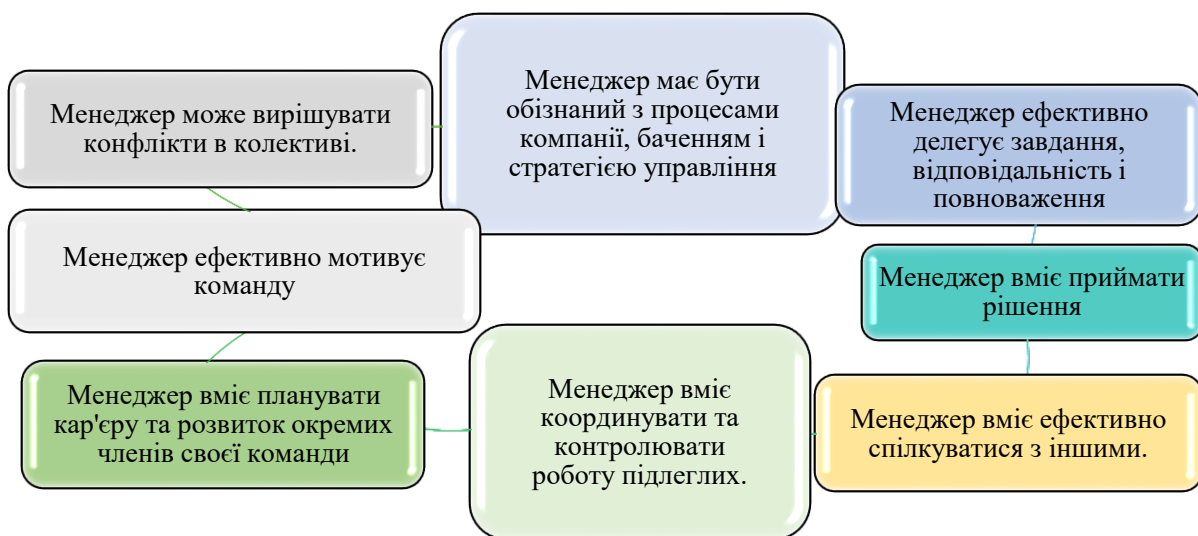 Менеджер може вирішувати
конфлікти в колективі.
Менеджер має бути
обізнаний з процесами
компанії, баченням і
стратегією управління
Менеджер ефективно
делегує завдання,
відповідальність і
повноваження
Менеджер ефективно мотивує
команду
Менеджер вміє приймати
рішення
Менеджер вміє планувати
кар'єру та розвиток окремих
членів своєї команди
Менеджер вміє
координувати та
контролювати
роботу підлеглих.
Менеджер вміє ефективно
спілкуватися з іншими.